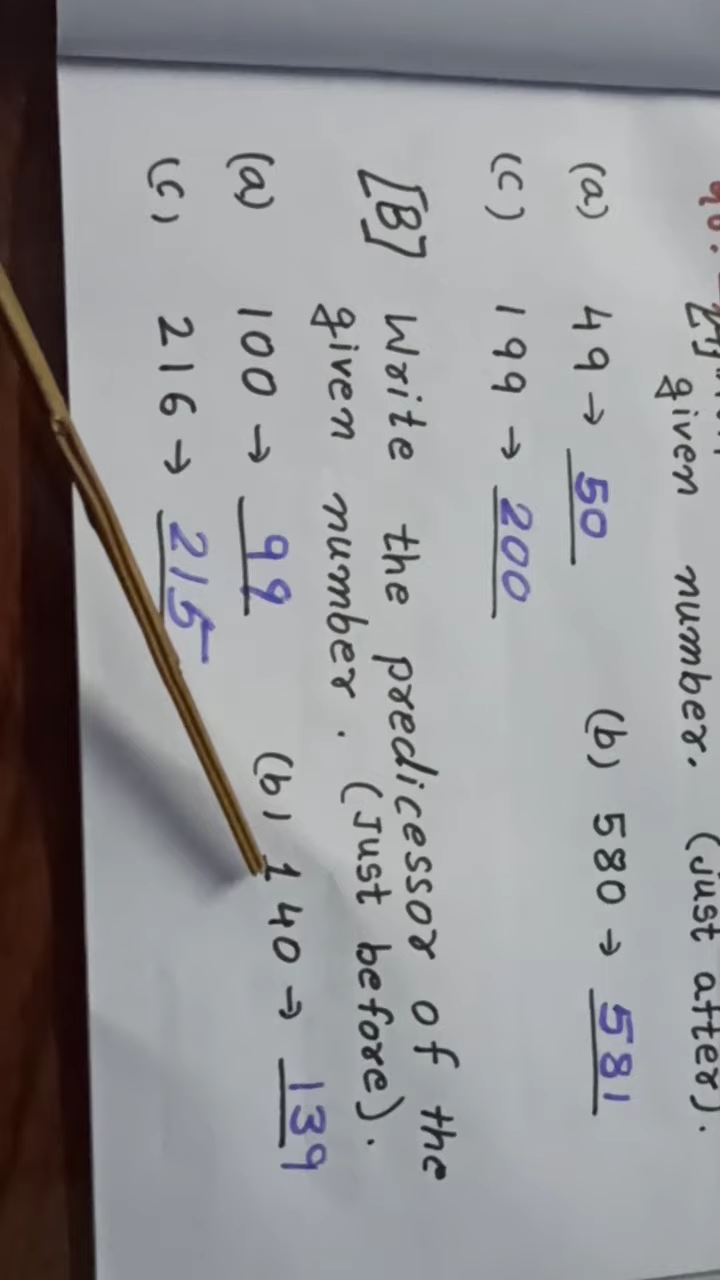 given number. (Just after).
(a) 49 → 50 (b) 580 → 581
(c) 199 → 200
[B] Write the predicessor of the
given number. (Just before).
(a) 100 → 99 (b) 140 → 139
(c) 216 → 215